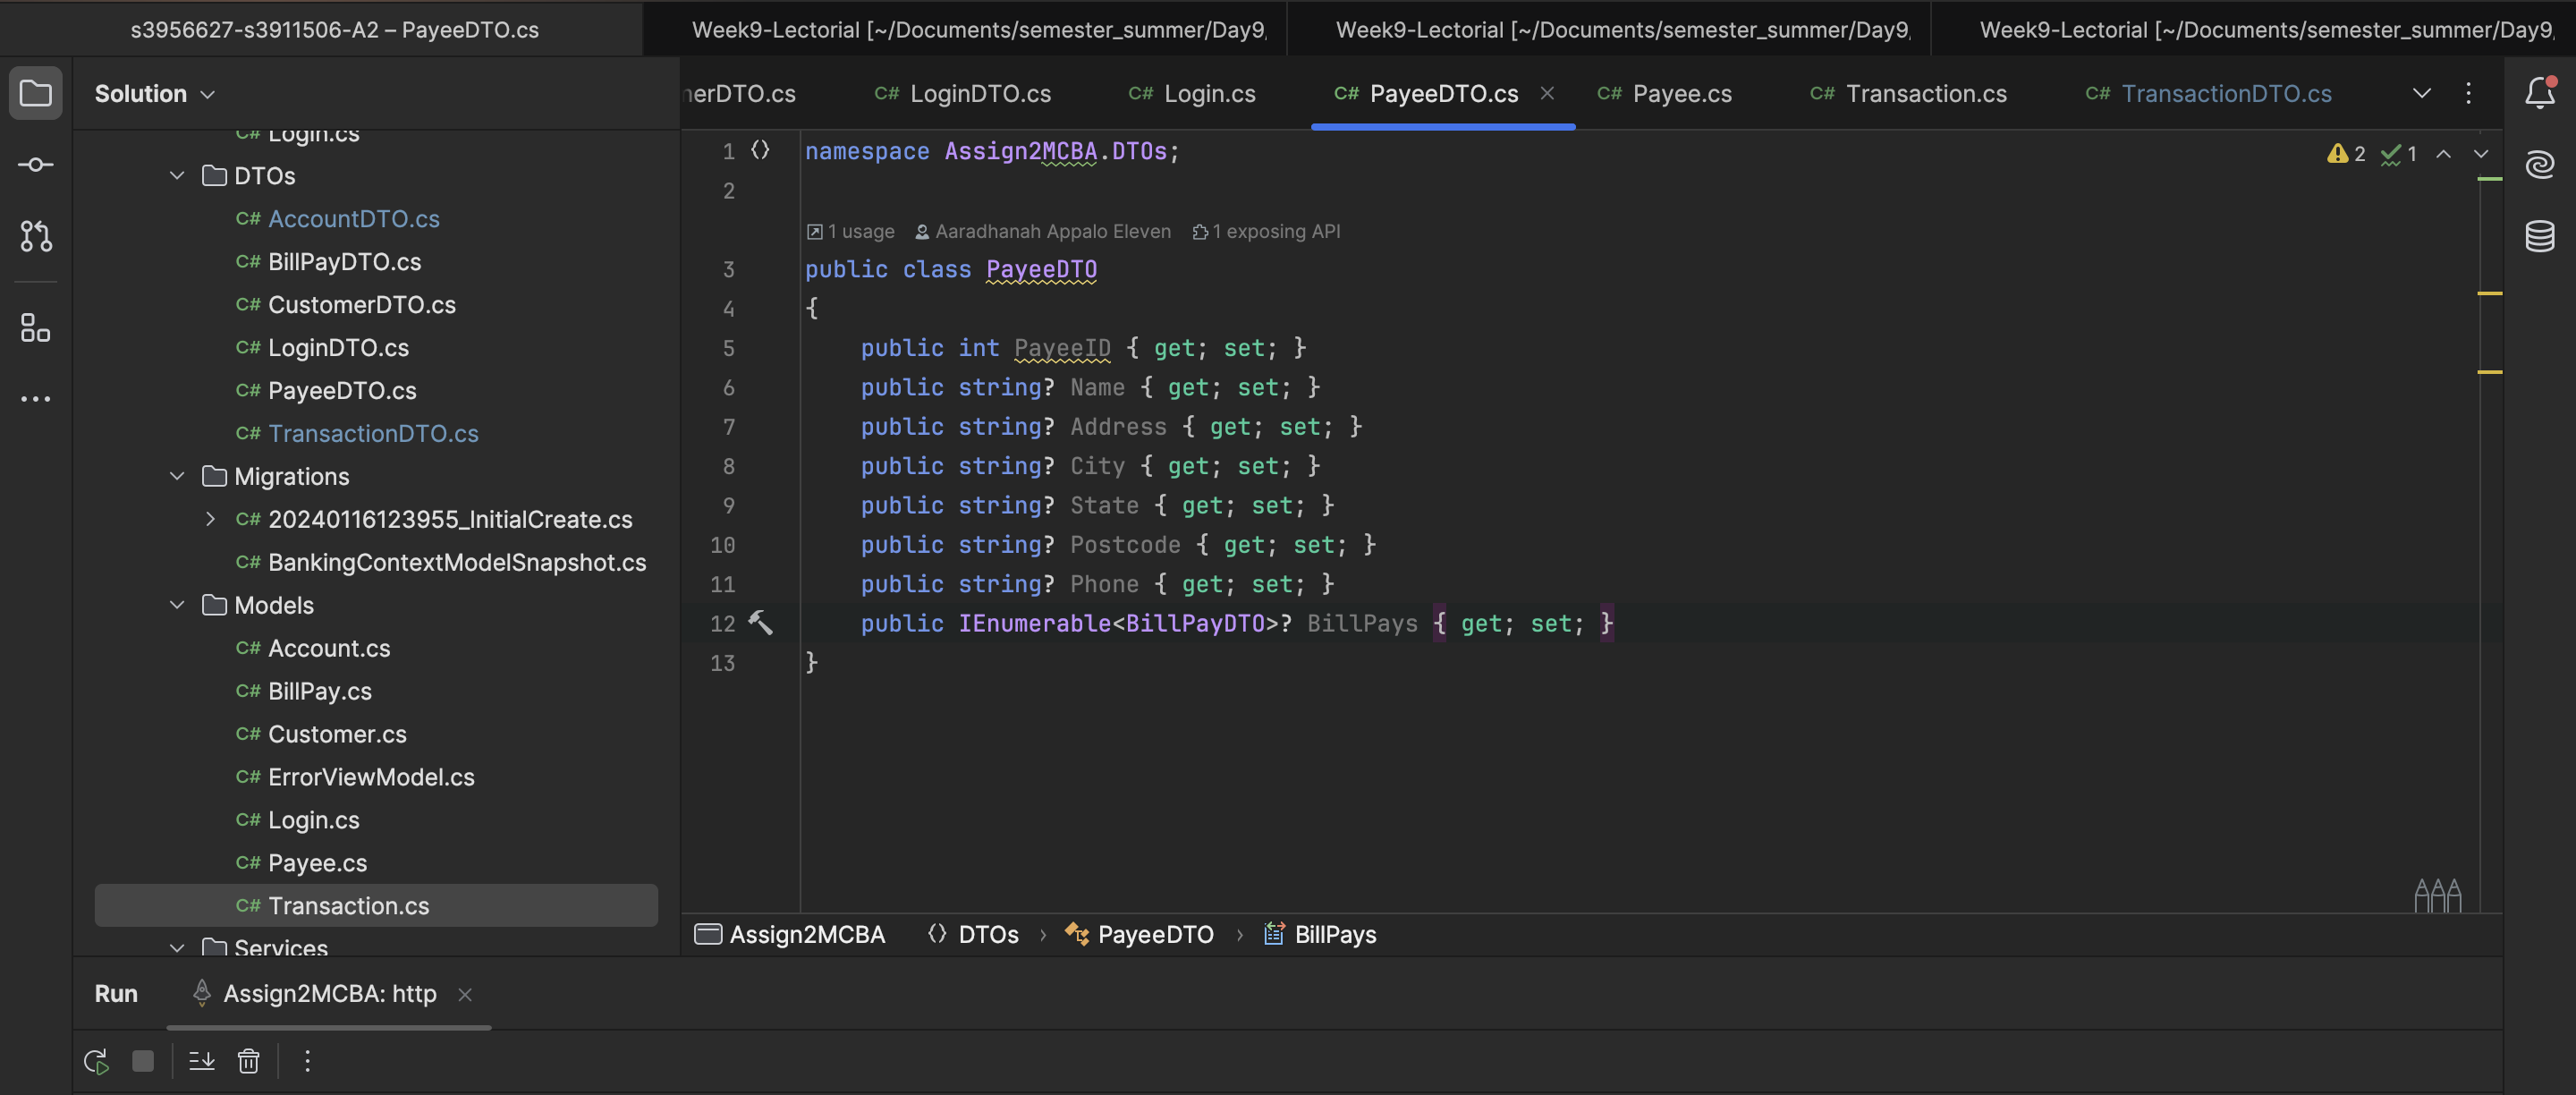 s3956627-s3911506-A2 – PayeeDTO.cs
Week9-Lectorial [~/Documents/semester_summer/Day9,
Week9-Lectorial [~/Documents/semester_summer/Day9,
Week9-Lectorial [~/Documents/semester_summer/Day9,
Solution
merDTO.cs
C# LoginDTO.cs
C# Login.cs
C# PayeeDTO.cs
C# Payee.cs
C# Transaction.cs
C# TransactionDTO.cs
C# Login.cs
DTOs
C# AccountDTO.cs
C# BillPayDTO.cs
C# CustomerDTO.cs
C# LoginDTO.cs
C# PayeeDTO.cs
C# TransactionDTO.cs
Migrations
C# 20240116123955_InitialCreate.cs
C# BankingContextModelSnapshot.cs
Models
C# Account.cs
C# BillPay.cs
C# Customer.cs
C# ErrorViewModel.cs
C# Login.cs
C# Payee.cs
C# Transaction.cs
Services
1 namespace Assign2MCBA.DTOs;
2
1 usage Aaradhanah Appalo Eleven 1 exposing API
3 public class PayeeDTO
4 {
5 public int PayeeID { get; set; }
6 public string? Name { get; set; }
7 public string? Address { get; set; }
8 public string? City { get; set; }
9 public string? State { get; set; }
10 public string? Postcode { get; set; }
11 public string? Phone { get; set; }
12 public IEnumerable<BillPayDTO>? BillPays { get; set; }
13 }
2 1
Assign2MCBA DTOs › PayeeDTO › BillPays
Run
Assign2MCBA: http